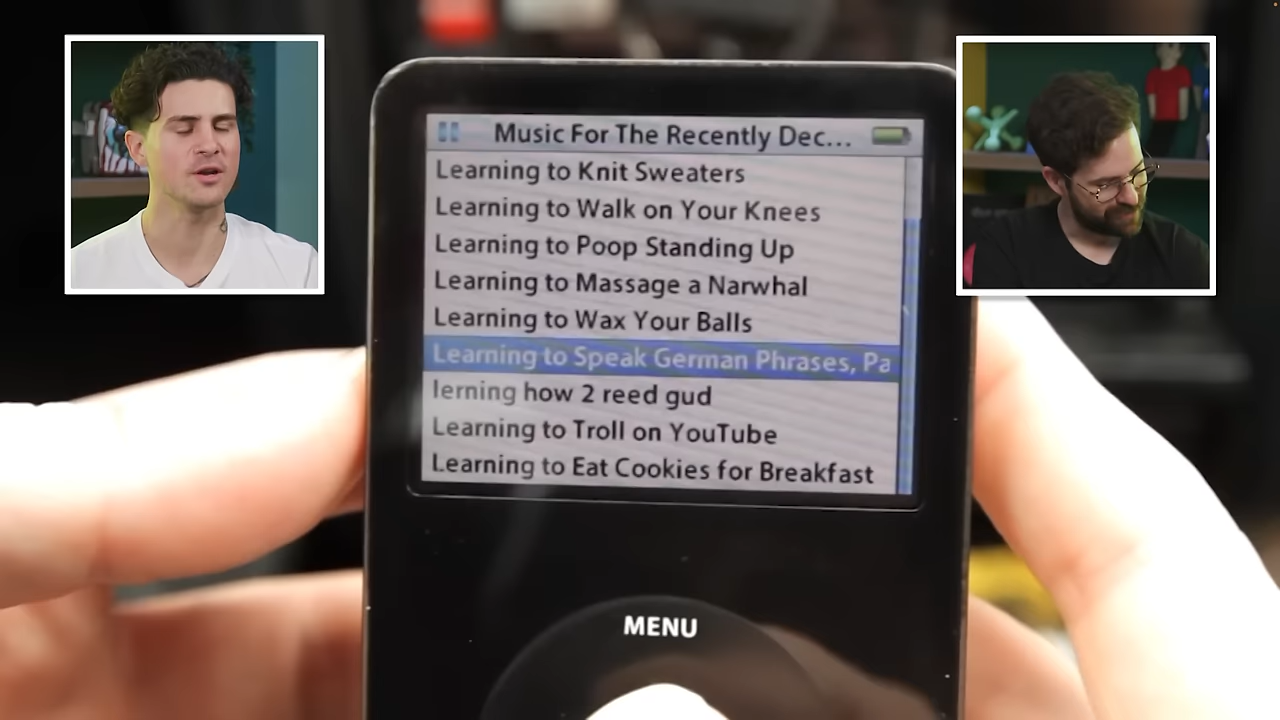 Music For The Recently Dec...
Learning to Knit Sweaters
Learning to Walk on Your Knees
Learning to Poop Standing Up
Learning to Massage a Narwhal
Learning to Wax Your Balls
Learning to Speak German Phrases, Pa
lerning how 2 reed gud
Learning to Troll on YouTube
Learning to Eat Cookies for Breakfast
MENU